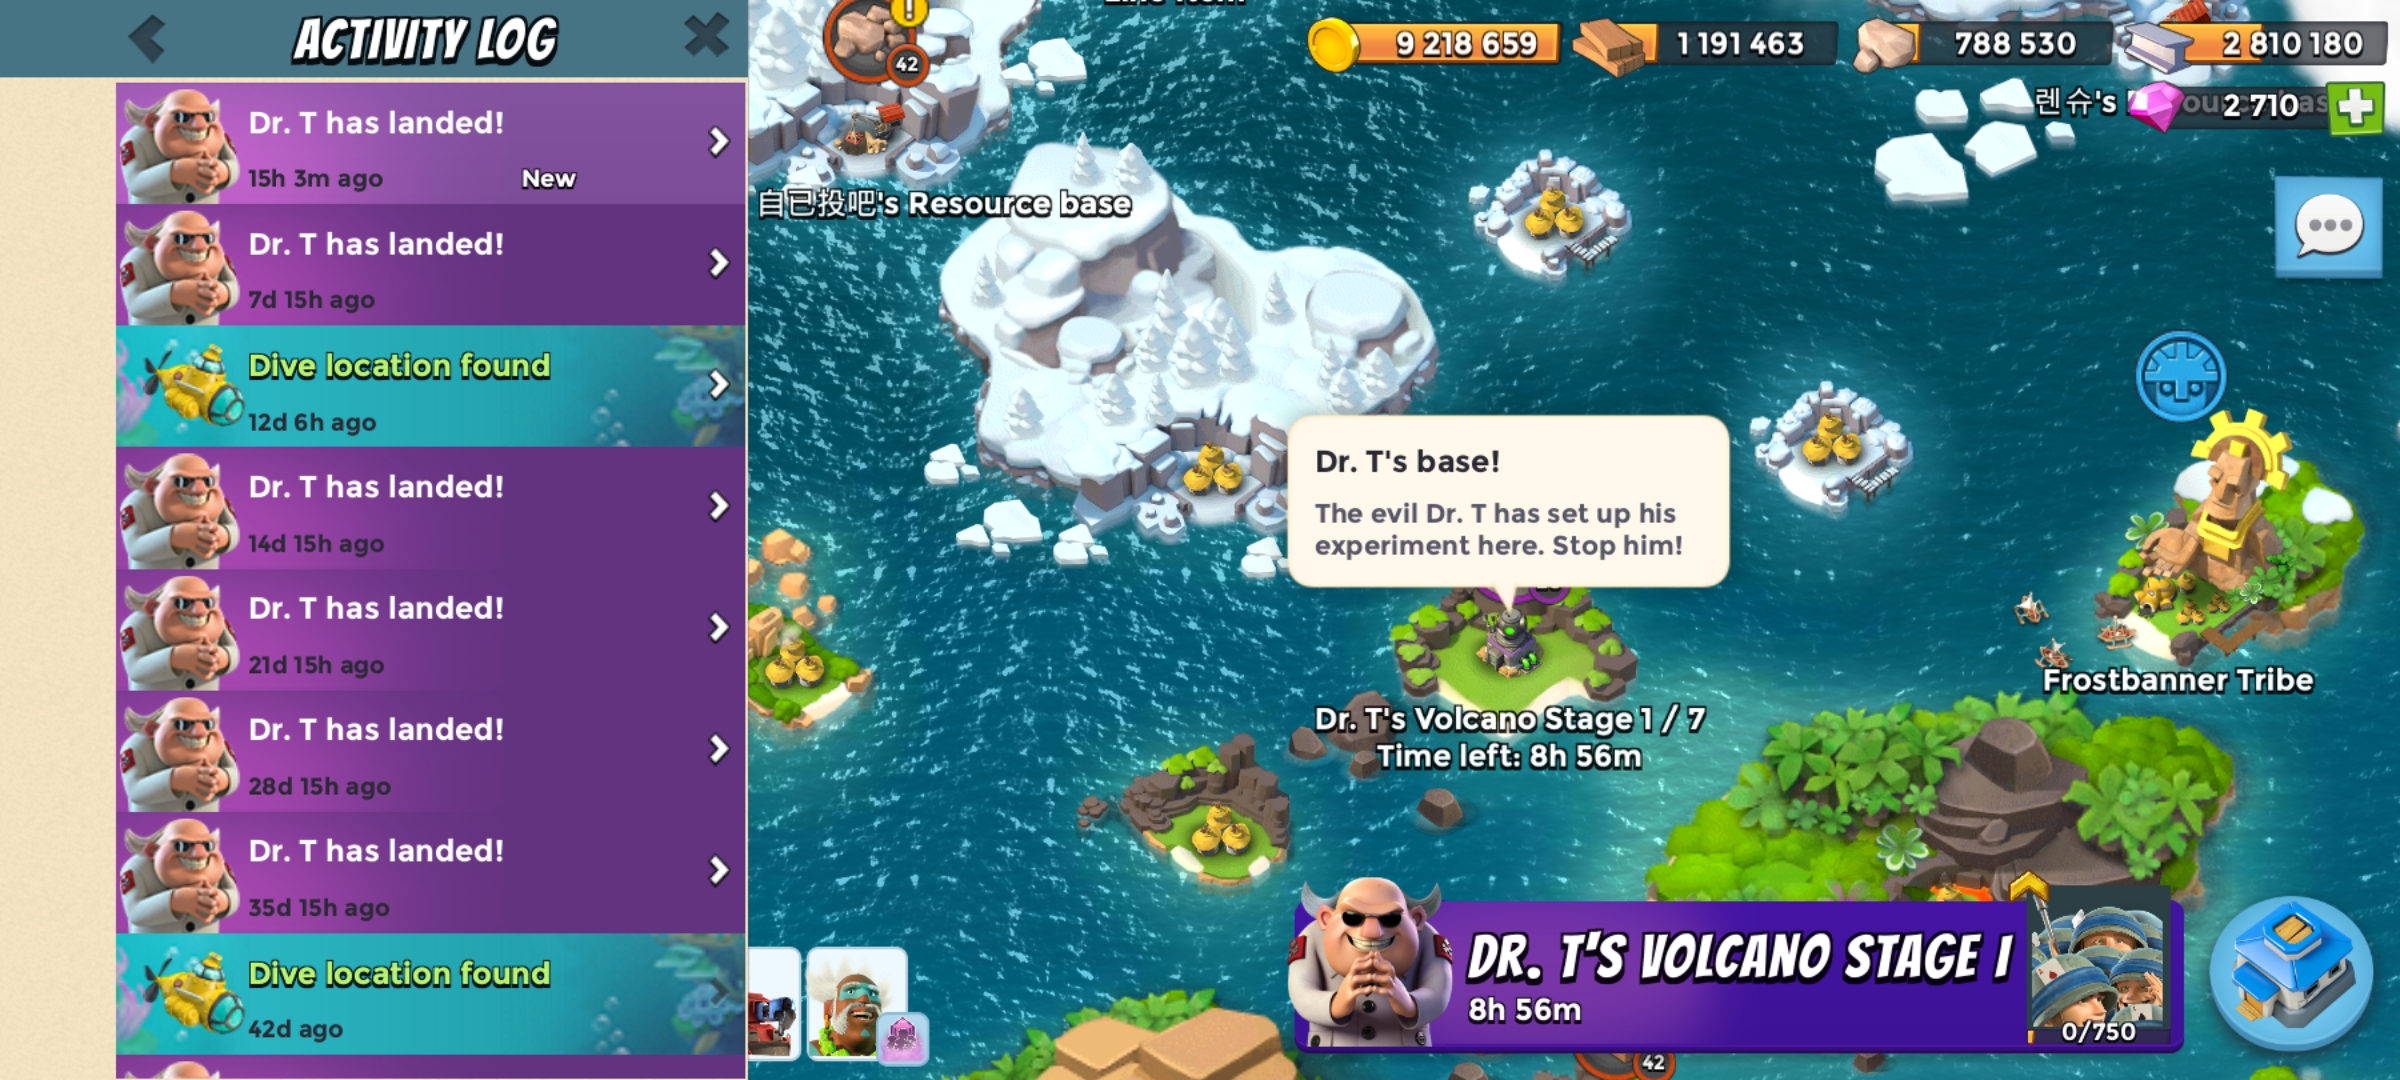 ACTIVITY LOG
Dr. T has landed!
15h 3m ago
New
Dr. T has landed!
7d 15h ago
Dive location found
12d 6h ago
Dr. T has landed!
14d 15h ago
Dr. T has landed!
21d 15h ago
Dr. T has landed!
28d 15h ago
Dr. T has landed!
35d 15h ago
Dive location found
42d ago
42
9 218 659
1 191 463
788 530
2 810 180
렌슈's
2 710
自已投吧's Resource base
Dr. T's base!
The evil Dr. T has set up his
experiment here. Stop him!
Frostbanner Tribe
Dr. T's Volcano Stage 1 / 7
Time left: 8h 56m
DR. T'S VOLCANO STAGE I
8h 56m
0/750
42